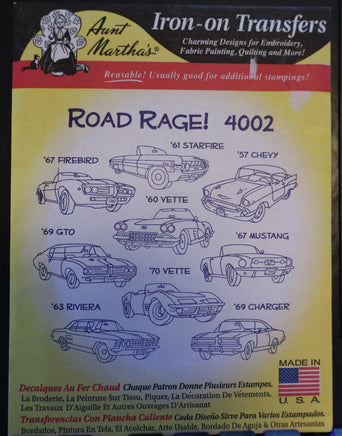 Aunt Martha's®
Iron-on Transfers
Charming Designs for Embroidery,
Fabric Painting, Quilting and More!
Reusable! Usually good for additional stampings!
ROAD RAGE! 4002
'61 STARFIRE
'67 FIREBIRD
'57 CHEVY
'60 VETTE
'69 GTO
'67 MUSTANG
'70 VETTE
'63 RIVIERA
'69 CHARGER
MADE IN
U.S.A.
Decalques Au Fer Chaud Chaque Patron Donne Plusieurs Estampes.
La Broderie, La Peinture Sur Tissu, Piquer, La Décoration De Vêtements,
Les Travaux D'Aiguille Et Autres Ouvrages D'Artisanat
Transferencias Con Plancha Caliente Cada Diseño Sirve Para Varios Estampados.
Bordados, Pintura En Tela, El Acolchar, Arte Usable, Bordado De Aguja & Otras Artesanias